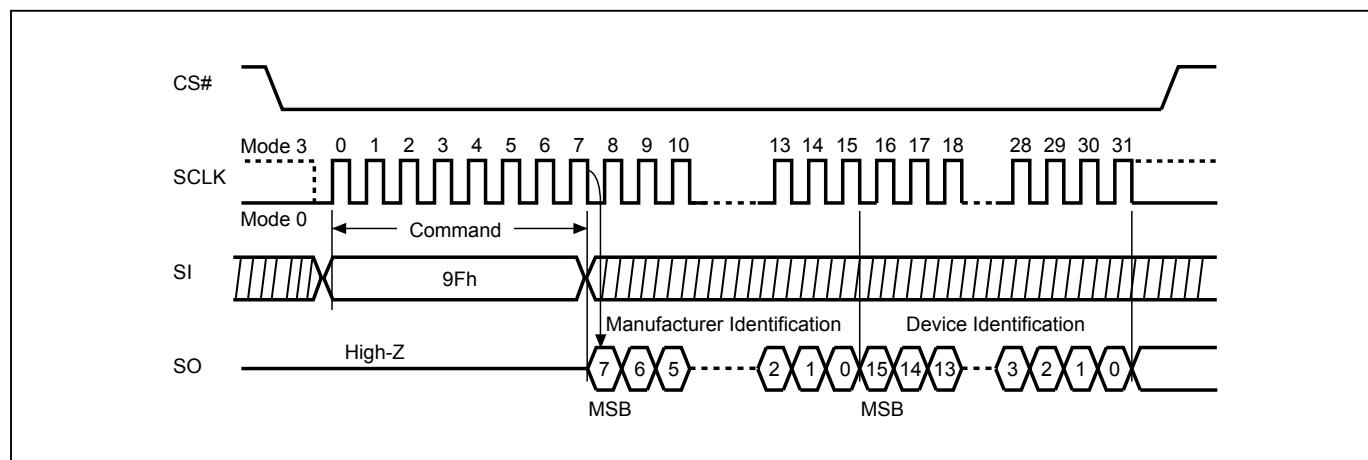 CS#
Mode 3 0 1 2 3 4 5 6 7 8 9 10 13 14 15 16 17 18 28 29 30 31
SCLK
Mode 0
Command
SI 9Fh
Manufacturer Identification Device Identification
High-Z
SO 7 6 5 2 1 0 15 14 13 3 2 1 0
MSB MSB